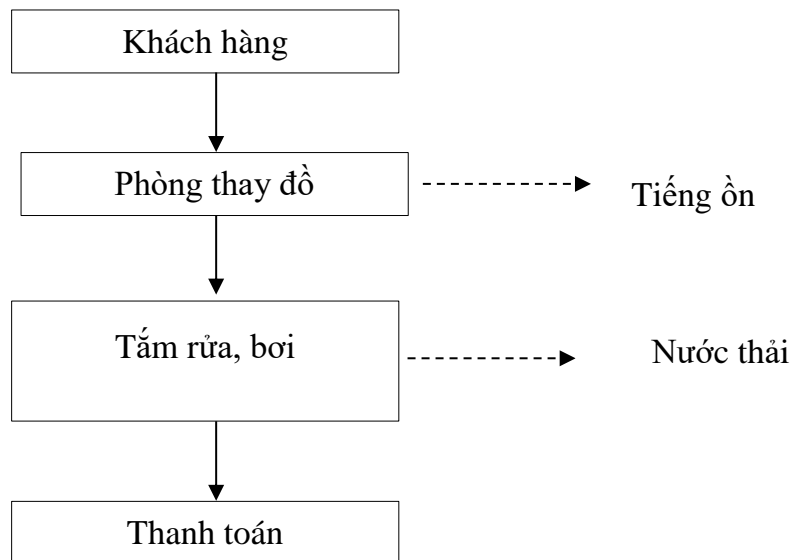 Khách hàng
Phòng thay đồ
Tiếng ồn
Tắm rửa, bơi
Nước thải
Thanh toán